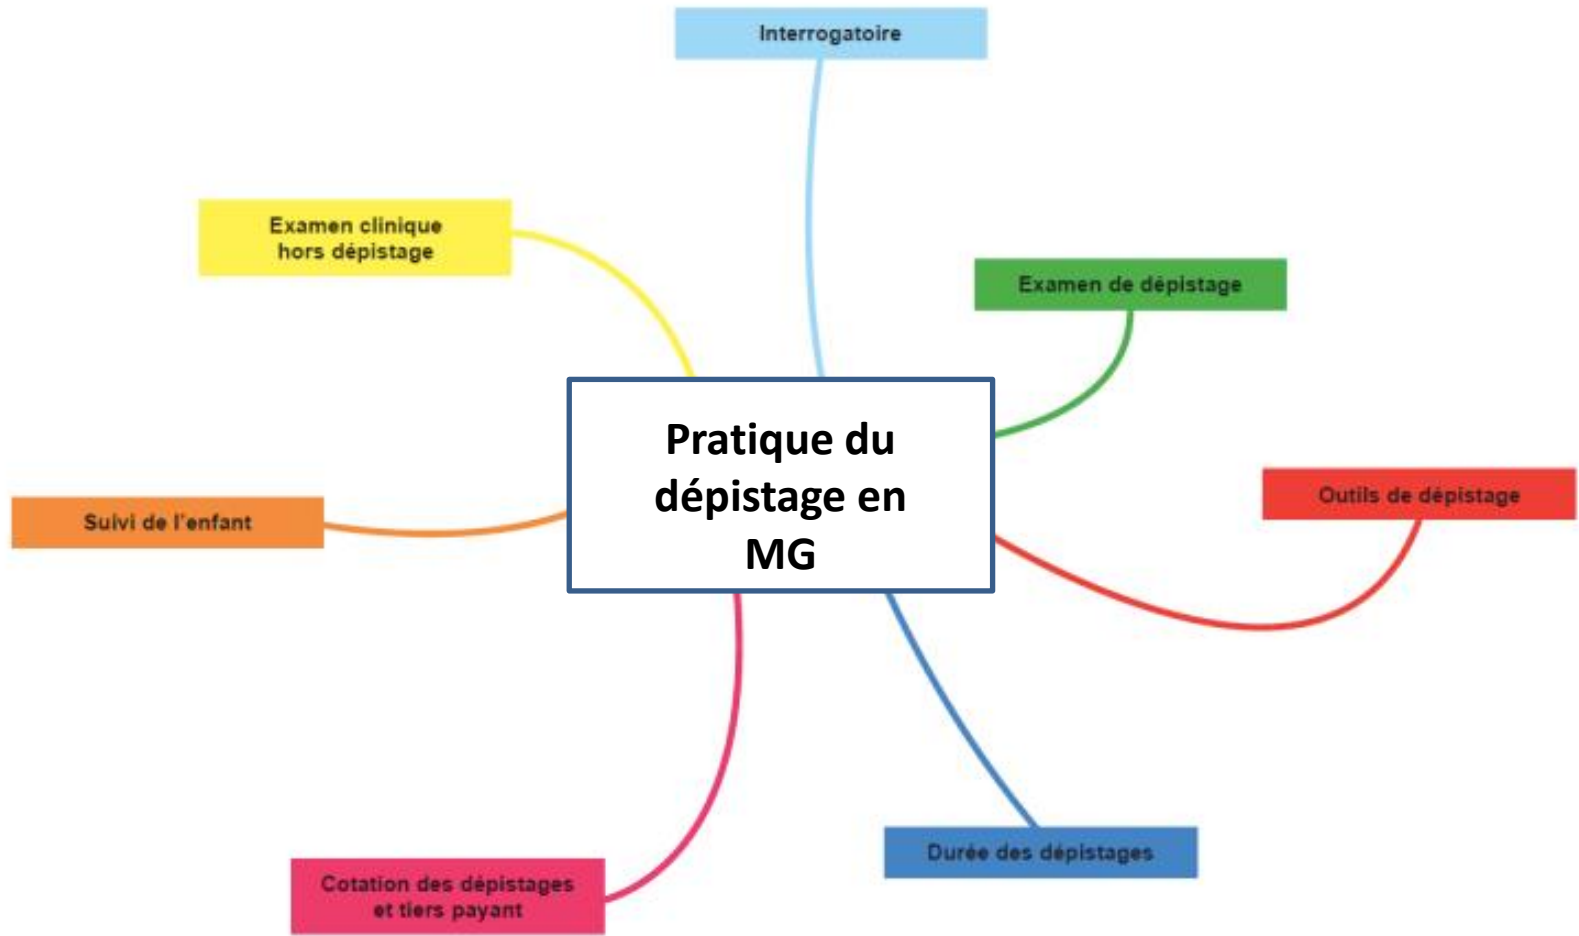 Interrogatoire
Examen clinique
hors dépistage
Examen de dépistage
Pratique du
dépistage en
MG
Outils de dépistage
Suivi de l'enfant
Durée des dépistages
Cotation des dépistages
et tiers payant